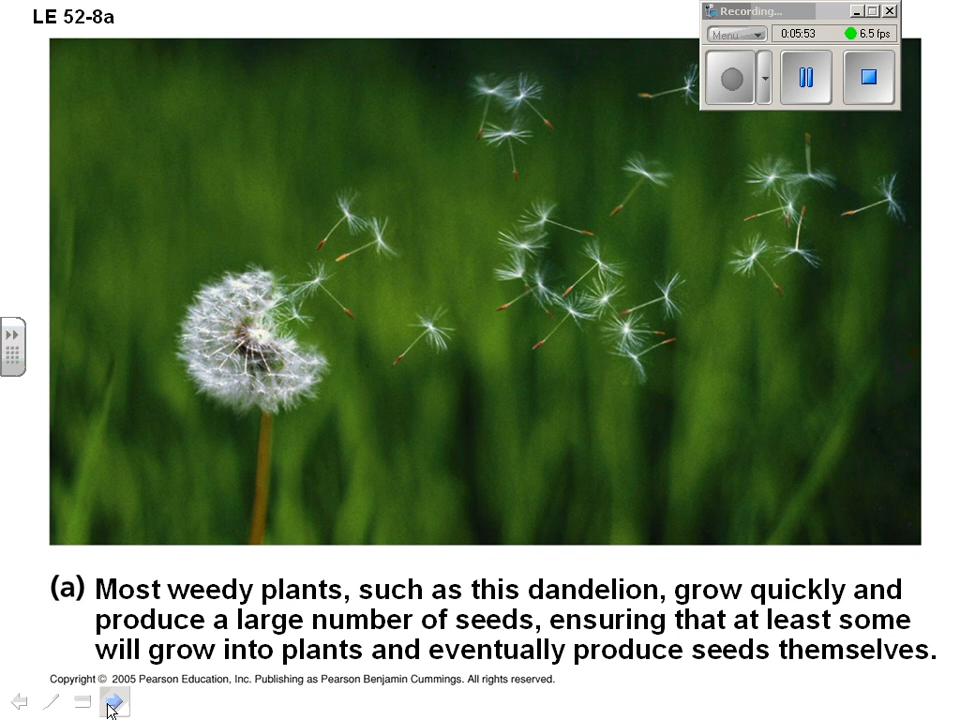 LE 52-8a
Recording...
Menu
0:05:53
6.5 fps
(a) Most weedy plants, such as this dandelion, grow quickly and
produce a large number of seeds, ensuring that at least some
will grow into plants and eventually produce seeds themselves.
Copyright © 2005 Pearson Education, Inc. Publishing as Pearson Benjamin Cummings. All rights reserved.